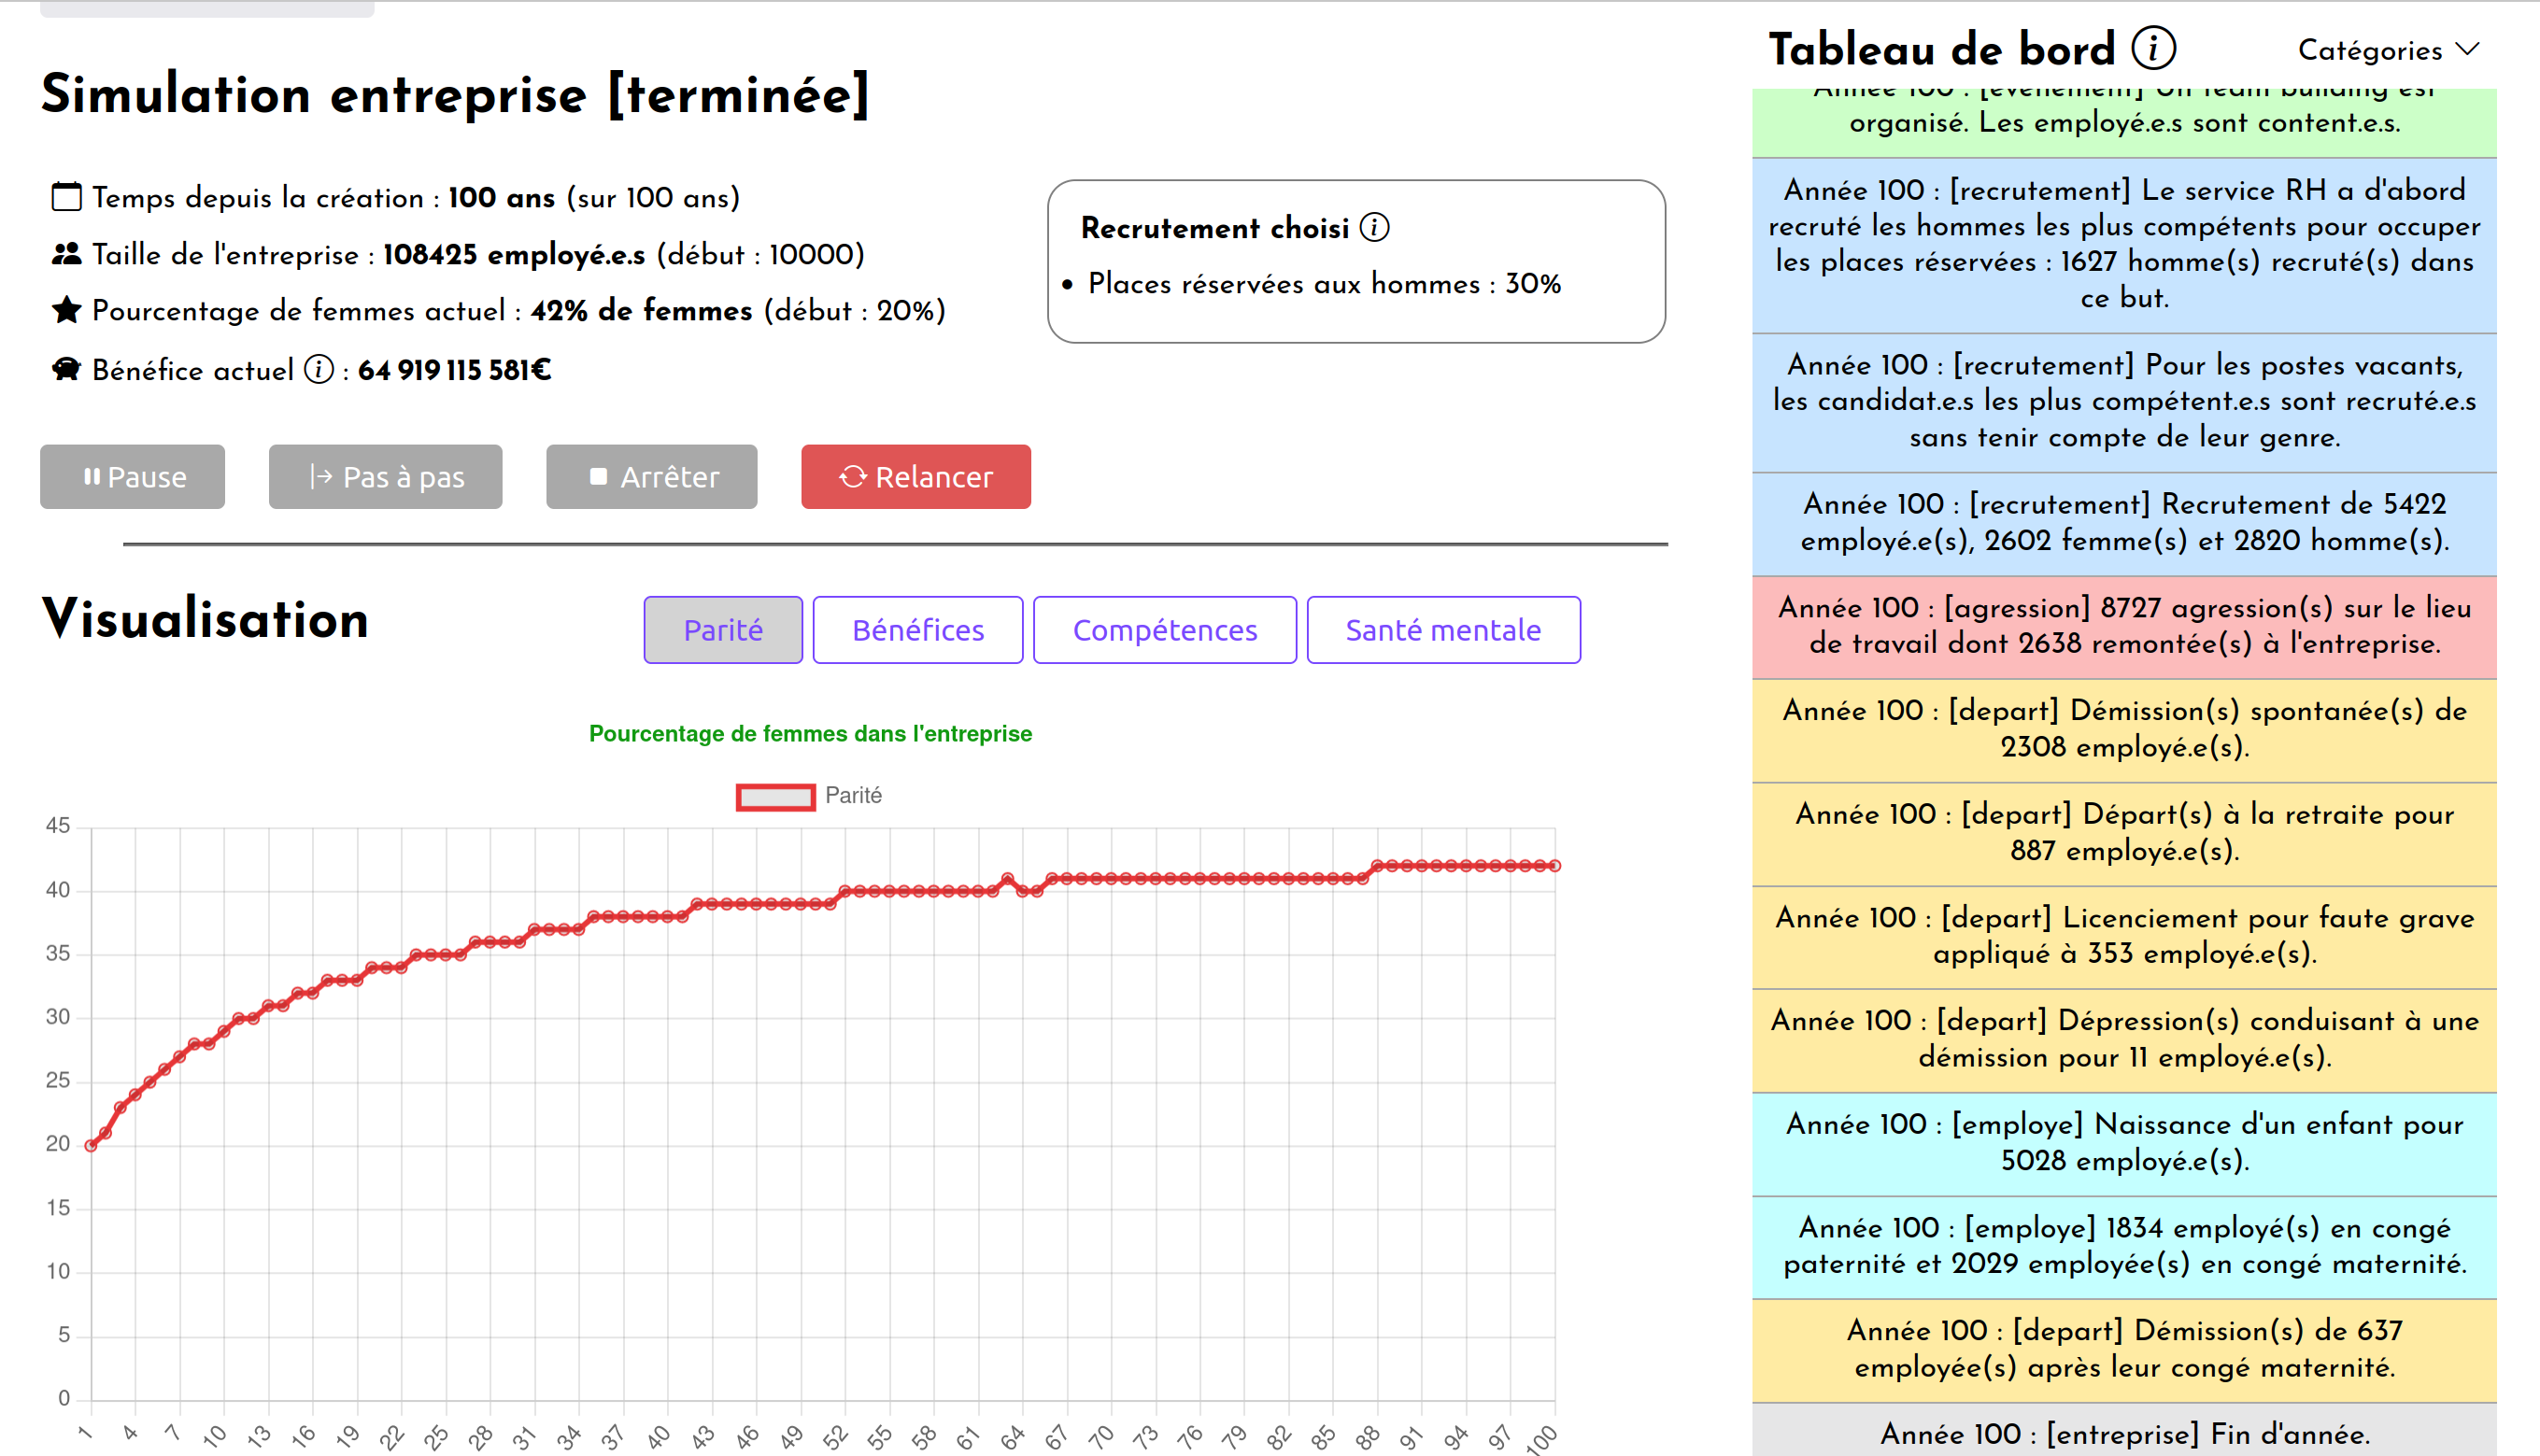 Simulation entreprise [terminée]
Temps depuis la création : 100 ans (sur 100 ans)
Taille de l'entreprise : 108425 employé.e.s (début : 10000)
Pourcentage de femmes actuel : 42% de femmes (début : 20%)
Bénéfice actuel : 64 919 115 581€
Recrutement choisi
• Places réservées aux hommes : 30%
Pause
Pas à pas
Arrêter
Relancer
Visualisation
Parité
Bénéfices
Compétences
Santé mentale
Pourcentage de femmes dans l'entreprise
Parité
45
40
35
30
25
20
15
10
5
0
1
4
7
10
13
16
19
22
25
28
31
34
37
40
43
46
49
52
55
58
61
64
67
70
73
76
79
82
85
88
91
94
97
100
Tableau de bord
Catégories
Année 100 : [evenement] Un team building est
organisé. Les employé.e.s sont content.e.s.
Année 100 : [recrutement] Le service RH a d'abord
recruté les hommes les plus compétents pour occuper
les places réservées : 1627 homme(s) recruté(s) dans
ce but.
Année 100 : [recrutement] Pour les postes vacants,
les candidat.e.s les plus compétent.e.s sont recruté.e.s
sans tenir compte de leur genre.
Année 100 : [recrutement] Recrutement de 5422
employé.e(s), 2602 femme(s) et 2820 homme(s).
Année 100 : [agression] 8727 agression(s) sur le lieu
de travail dont 2638 remontée(s) à l'entreprise.
Année 100 : [depart] Démission(s) spontanée(s) de
2308 employé.e(s).
Année 100 : [depart] Départ(s) à la retraite pour
887 employé.e(s).
Année 100 : [depart] Licenciement pour faute grave
appliqué à 353 employé.e(s).
Année 100 : [depart] Dépression(s) conduisant à une
démission pour 11 employé.e(s).
Année 100 : [employe] Naissance d'un enfant pour
5028 employé.e(s).
Année 100 : [employe] 1834 employé(s) en congé
paternité et 2029 employée(s) en congé maternité.
Année 100 : [depart] Démission(s) de 637
employée(s) après leur congé maternité.
Année 100 : [entreprise] Fin d'année.